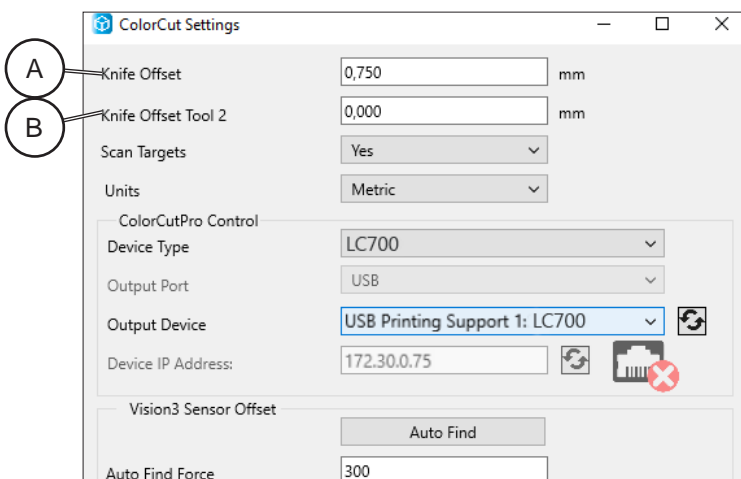 ColorCut Settings
A
Knife Offset 0,750 mm
B
Knife Offset Tool 2 0,000 mm
Scan Targets Yes
Units Metric
ColorCutPro Control
Device Type LC700
Output Port USB
Output Device USB Printing Support 1: LC700
Device IP Address: 172.30.0.75
Vision3 Sensor Offset
Auto Find
Auto Find Force 300